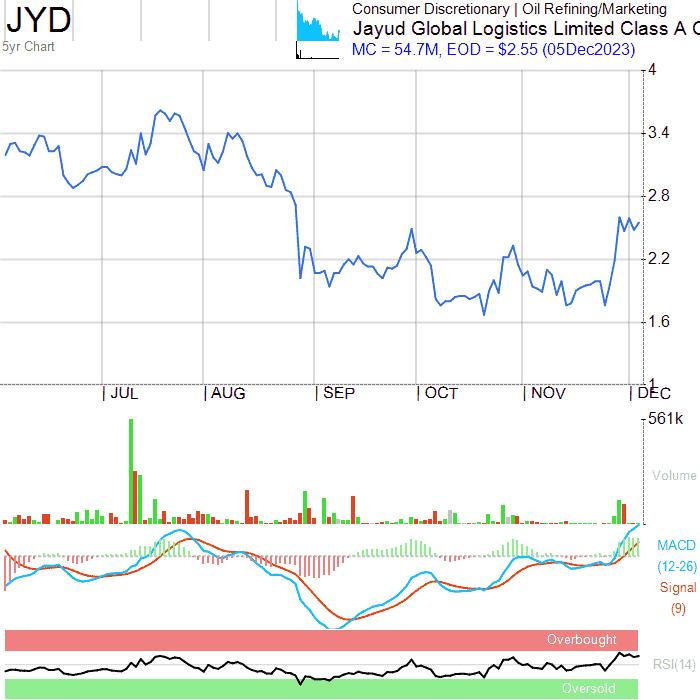 JYD
5yr Chart
Consumer Discretionary | Oil Refining/Marketing
Jayud Global Logistics Limited Class A
MC = 54.7M, EOD = $2.55 (05Dec2023)
4
3.4
2.8
2.2
1.6
1
| JUL | AUG | SEP | OCT | NOV | DEC
561k
Volume
MACD
(12-26)
Signal
(9)
Overbought
RSI(14)
Oversold